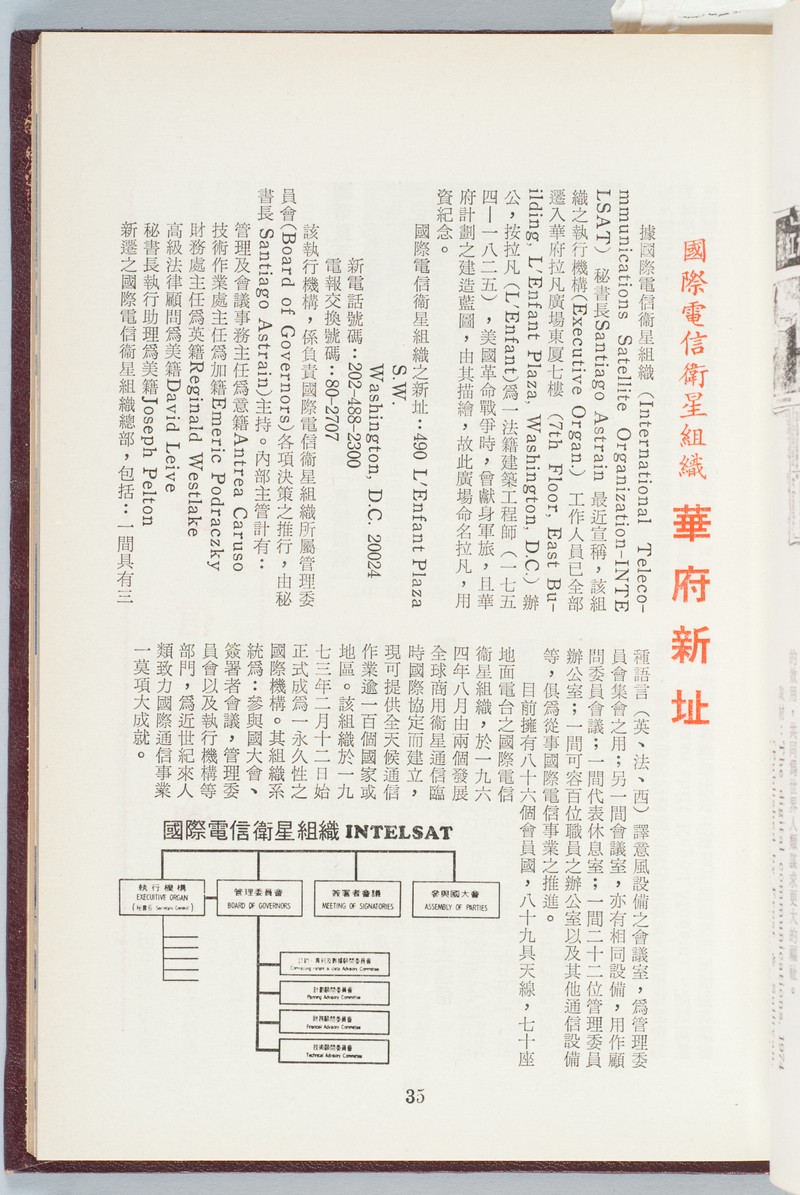 國際電信衛星組織 華府新址
據國際電信衛星組織（International Teleco-
mmunications Satellite Organization-INTE
LSAT）秘書長Santiago Astrain 最近宣稱，該組
織之執行機構(Executive Organ.)工作人員已全部
遷入華府拉凡廣場東厦七樓（7th Floor, East Bu-
ilding, L'Enfant Plaza, Washington, D.C.）辦
公，按拉凡(L'Enfant)爲一法籍建築工程師（一七五
四－一八二五），美國革命戰爭時，曾獻身軍旅，且華
府計劃之建造藍圖，由其描繪，故此廣場命名拉凡，用
資紀念。
國際電信衛星組織之新址：490 L'Enfant Plaza
S.W.
Washington, D.C. 20024
新電話號碼：202-488-2300
電報交換號碼：80-2707
該執行機構，係負責國際電信衛星組織所屬管理委
員會(Board of Governors)各項決策之推行，由秘
書長 Santiago Astrain)主持。內部主管計有：
管理及會議事務主任爲意籍Antrea Caruso
技術作業處主任爲加籍Emeric Podraczky
財務處主任爲英籍Reginald Westlake
高級法律顧問爲美籍David Leive
秘書長執行助理爲美籍Joseph Pelton
新遷之國際電信衛星組織總部，包括：一間具有三
種語言（英、法、西）譯意風設備之會議室，爲管理委
員會集會之用；另一間會議室，亦有相同設備，用作顧
問委員會議；一間代表休息室；一間二十二位管理委員
辦公室；一間可容百位職員之辦公室以及其他通信設備
等，俱爲從事國際電信事業之推進。
目前擁有八十六個會員國，八十九具天線，七十座
地面電台之國際電信
衛星組織，於一九六
四年八月由兩個發展
全球商用衛星通信臨
時國際協定而建立，
現可提供全天候通信
作業逾一百個國家或
地區。該組織於一九
七三年二月十二日始
正式成爲一永久性之
國際機構。其組織系
統爲：參與國大會、
簽署者會議，管理委
員會以及執行機構等
部門，爲近世紀來人
類致力國際通信事業
一莫項大成就。
國際電信衛星組織 INTELSAT
執行機構
EXECUITIVE ORGAN
管理委員會
BOARD OF GOVERNORS
簽署者會議
MEETING OF SIGNATORIES
參與國大會
ASSEMBLY OF PARTIES
計劃顧問委員會
Planning Advisory Committee
財務顧問委員會
Financial Advisory Committee
技術顧問委員會
Technical Advisory Committee
35